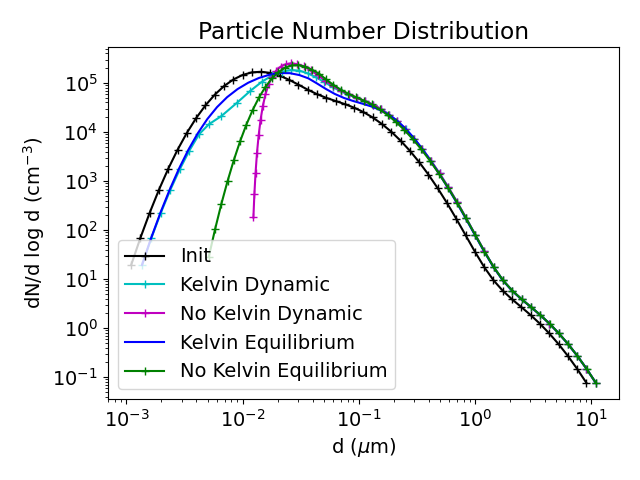 Particle Number Distribution
dN/d log d (cm⁻³)
10⁵
10⁴
10³
10²
10¹
10⁰
10⁻¹
Init
Kelvin Dynamic
No Kelvin Dynamic
Kelvin Equilibrium
No Kelvin Equilibrium
10⁻³ 10⁻² 10⁻¹ 10⁰ 10¹
d (μm)